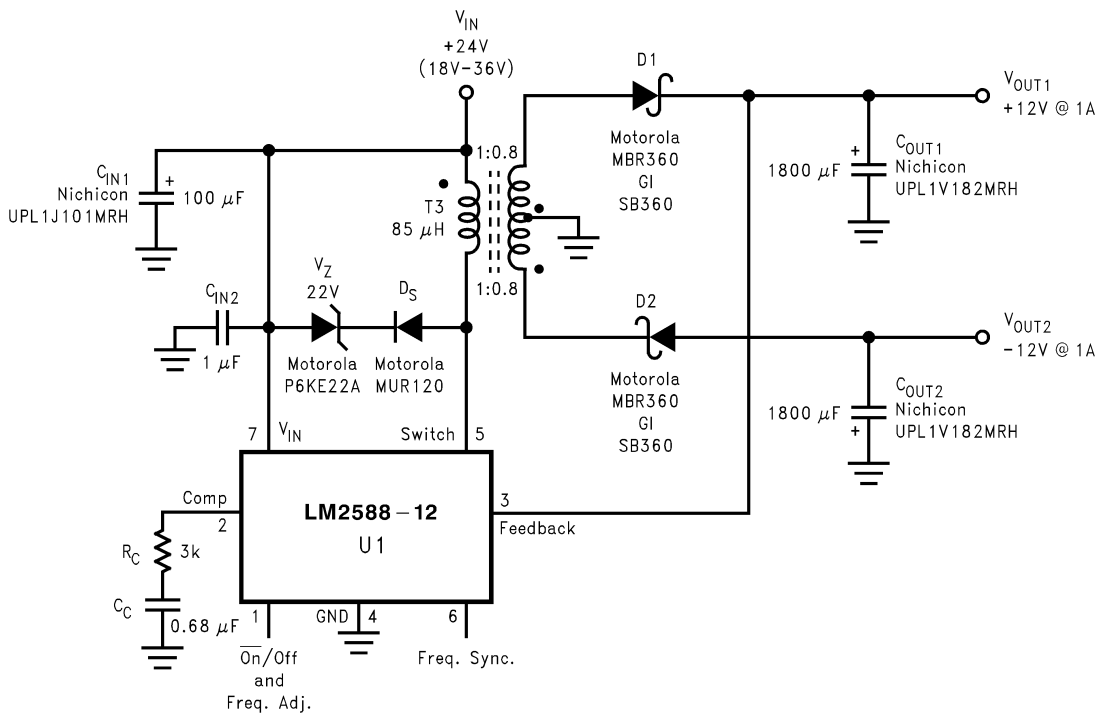 V_IN
+24V
(18V-36V)
C_IN1
Nichicon
UPL1J101MRH
+
100 μF
1:0.8
T3
85 μH
1:0.8
D1
Motorola
MBR360
GI
SB360
V_OUT1
+12V @ 1A
+
1800 μF
C_OUT1
Nichicon
UPL1V182MRH
C_IN2
1 μF
V_Z
22V
Motorola
P6KE22A
D_S
Motorola
MUR120
D2
Motorola
MBR360
GI
SB360
V_OUT2
-12V @ 1A
1800 μF
+
C_OUT2
Nichicon
UPL1V182MRH
7
V_IN
Switch
5
Comp
2
LM2588-12
U1
3
Feedback
R_C
3k
C_C
0.68 μF
1
GND
4
6
O̅n̅/Off
and
Freq. Adj.
Freq. Sync.